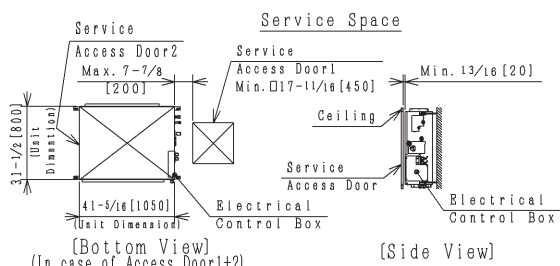 Service Space
Service
Access Door2
Max. 7-7/8
[200]
Service
Access Door1
Min. □17-11/16 [450]
Min. 13/16 [20]
Ceiling
31-1/2 [800]
(Unit
Dimention)
Service
Access Door
41-5/16 [1050]
(Unit Dimension)
Electrical
Control Box
Electrical
Control Box
[Bottom View]
(In case of Access Door1+2)
[Side View]